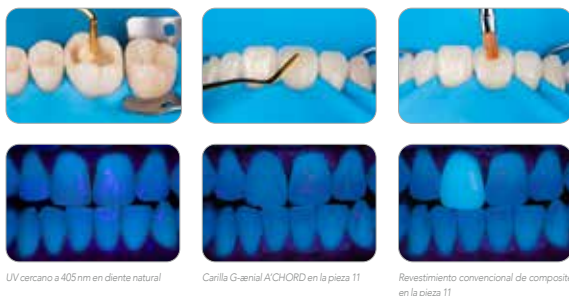 UV cercano a 405 nm en diente natural
Carilla G-ænial A'CHORD en la pieza 11
Revestimiento convencional de composite
en la pieza 11